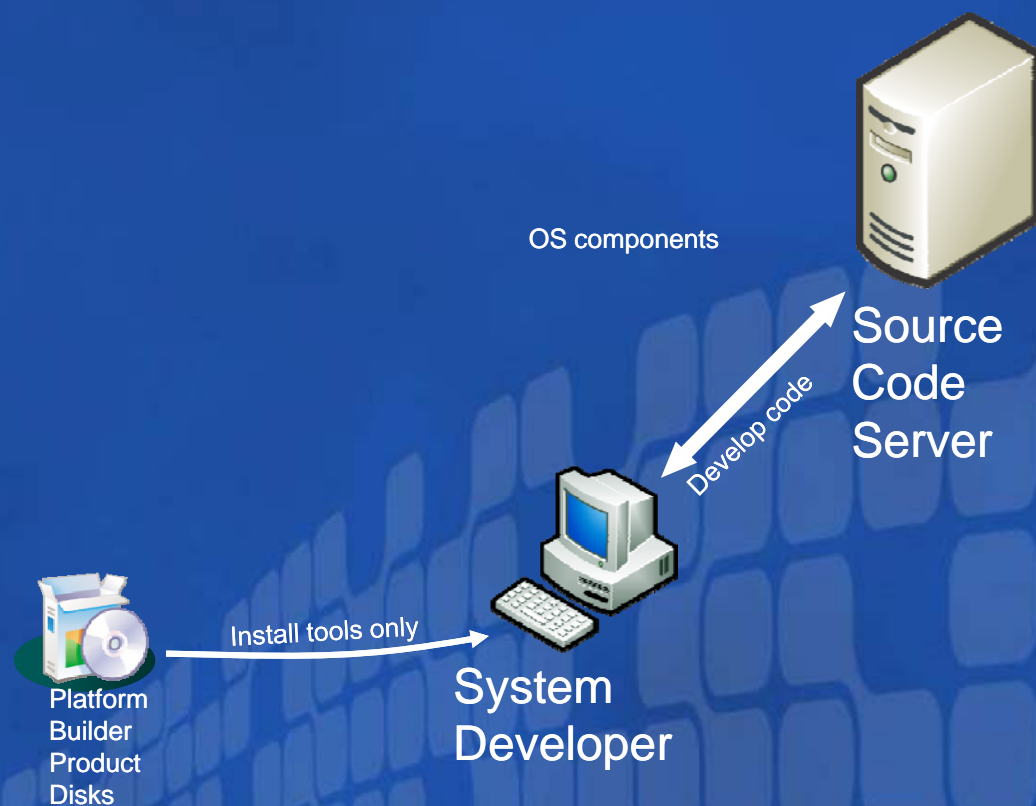 OS components
Source
Code
Server
Develop code
Install tools only
System
Developer
Platform
Builder
Product
Disks